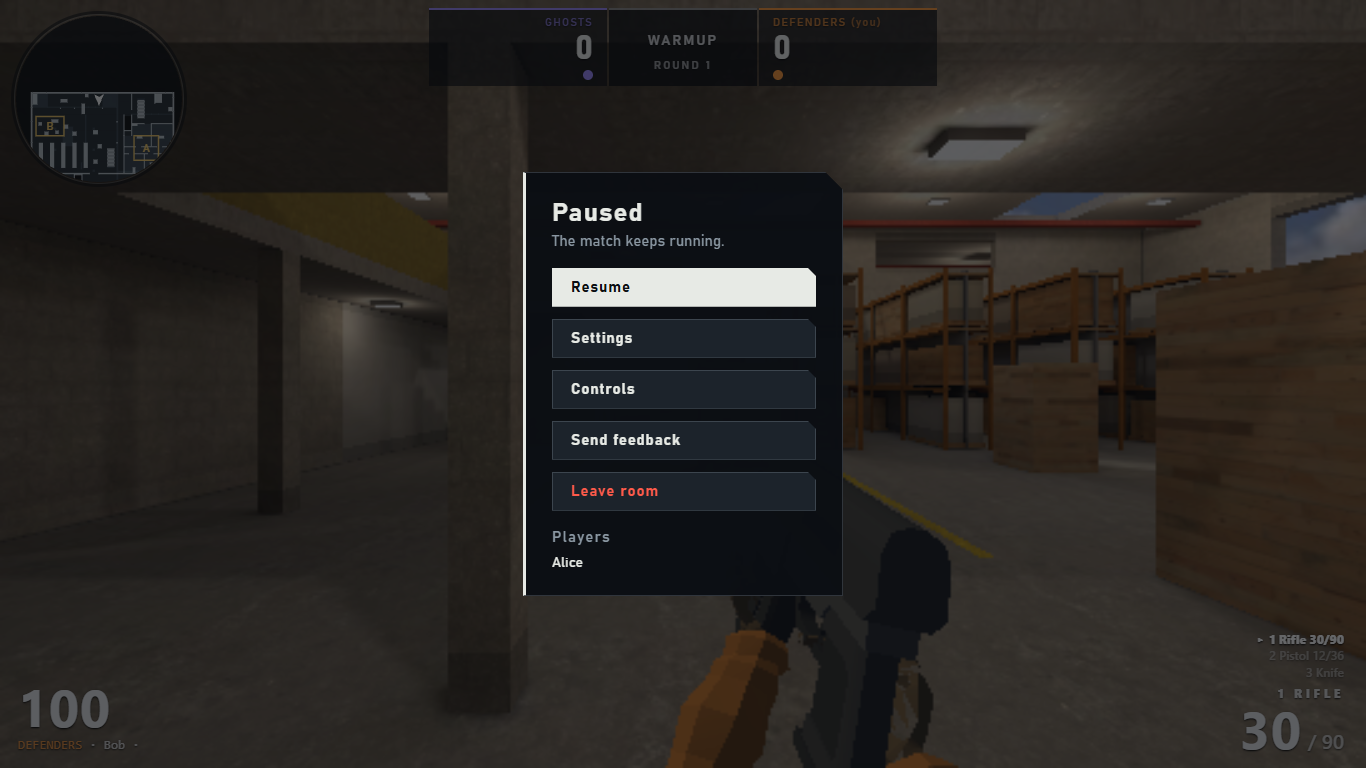 GHOSTS
0
WARMUP
ROUND 1
DEFENDERS (you)
0
B
A
Paused
The match keeps running.
Resume
Settings
Controls
Send feedback
Leave room
Players
Alice
1 Rifle 30/90
2 Pistol 12/36
3 Knife
1 RIFLE
30 / 90
100
DEFENDERS · Bob ·